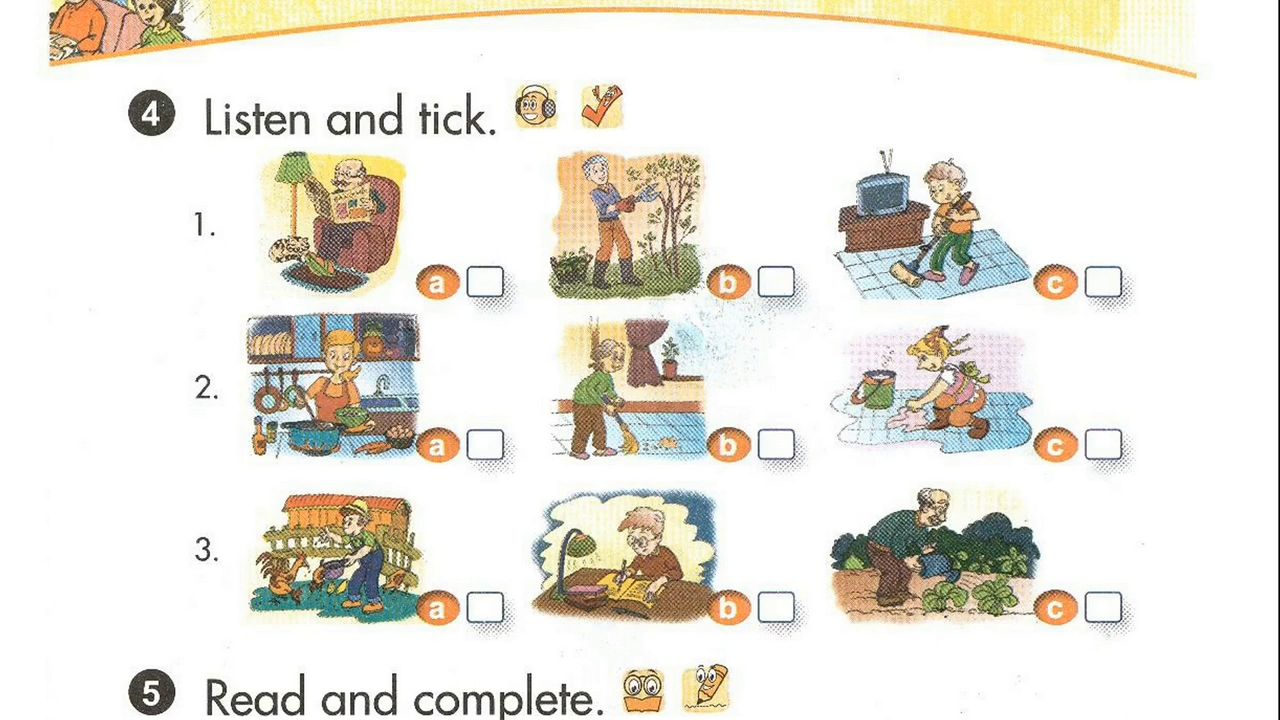 4 Listen and tick.
1. a b c
2. a b c
3. a b c
5 Read and complete.